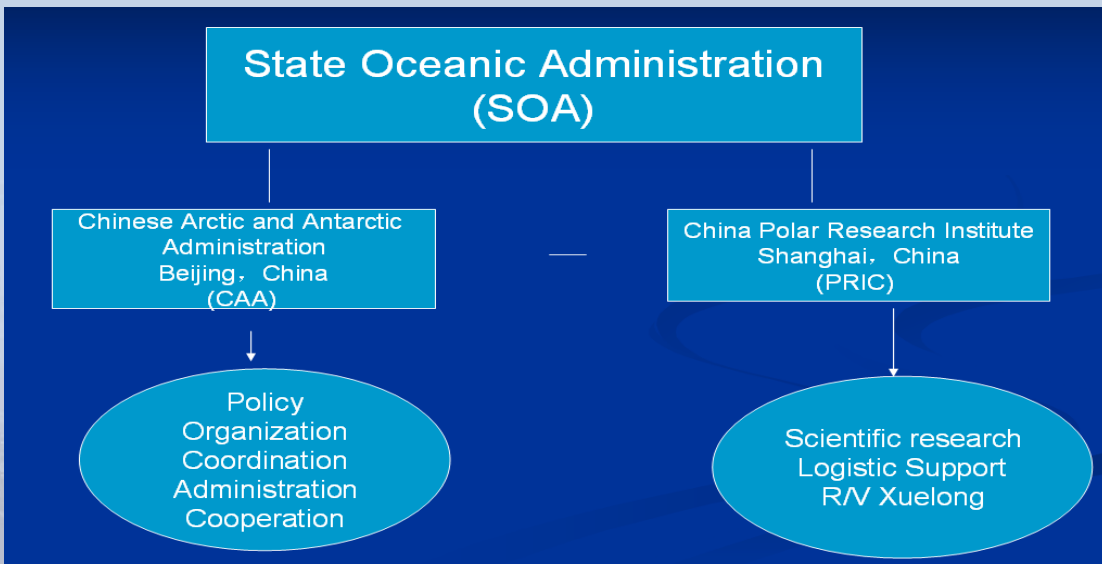 State Oceanic Administration
(SOA)
Chinese Arctic and Antarctic
Administration
Beijing，China
(CAA)
China Polar Research Institute
Shanghai，China
(PRIC)
Policy
Organization
Coordination
Administration
Cooperation
Scientific research
Logistic Support
R/V Xuelong